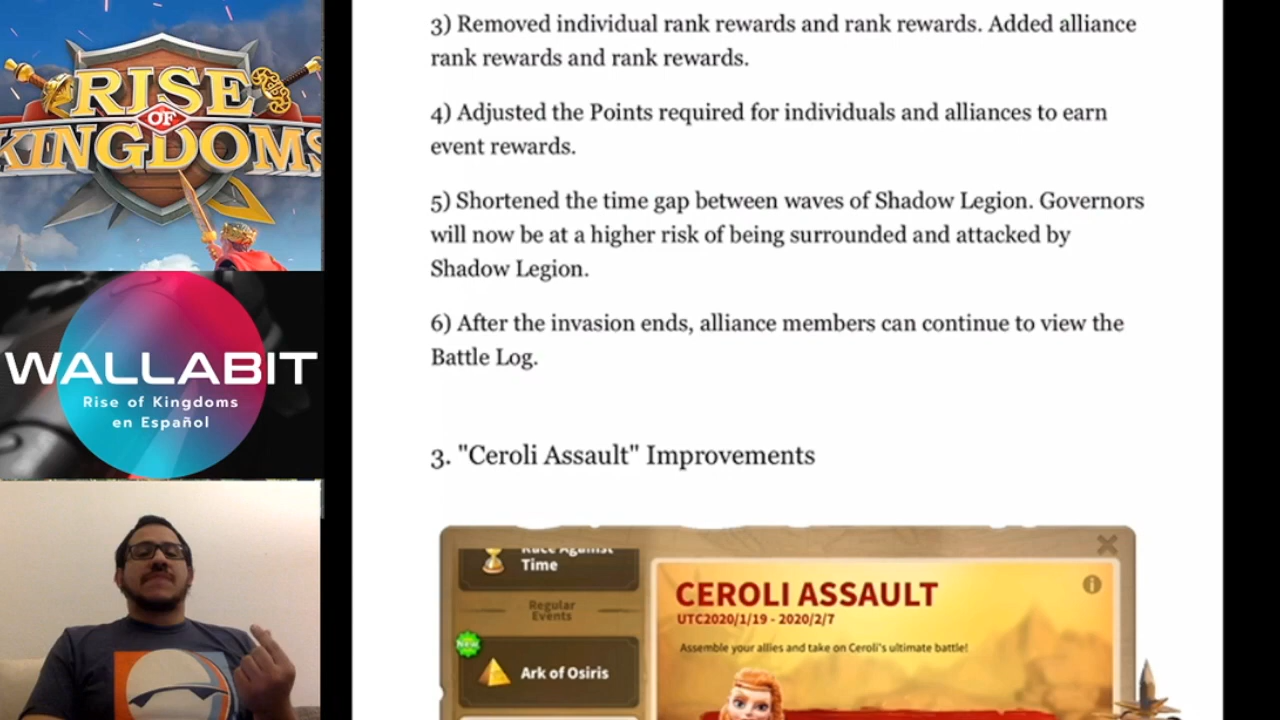 RISE
OF
KINGDOMS
WALLABIT
Rise of Kingdoms
en Español
3) Removed individual rank rewards and rank rewards. Added alliance
rank rewards and rank rewards.
4) Adjusted the Points required for individuals and alliances to earn
event rewards.
5) Shortened the time gap between waves of Shadow Legion. Governors
will now be at a higher risk of being surrounded and attacked by
Shadow Legion.
6) After the invasion ends, alliance members can continue to view the
Battle Log.
3. "Ceroli Assault" Improvements
Race Against
Time
Regular
Events
NEW
Ark of Osiris
CEROLI ASSAULT
UTC2020/1/19 - 2020/2/7
Assemble your allies and take on Ceroli's ultimate battle!